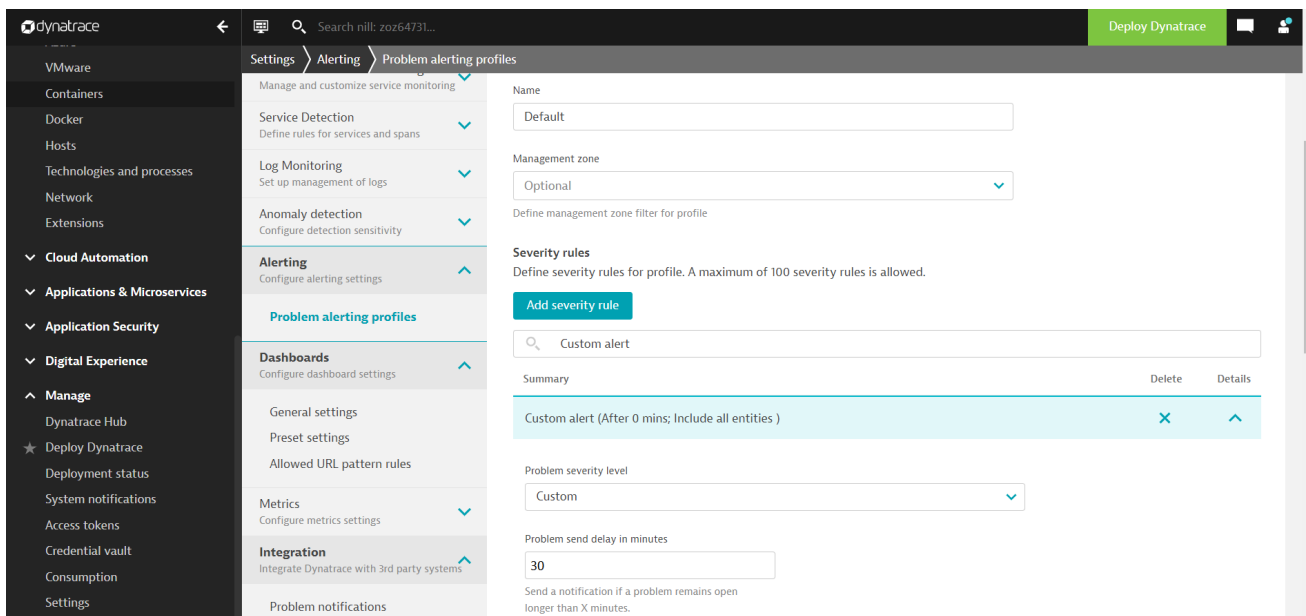 dynatrace
Search nill: zoz64731...
Deploy Dynatrace
Settings
Alerting
Problem alerting profiles
VMware
Containers
Docker
Hosts
Technologies and processes
Network
Extensions
Cloud Automation
Applications & Microservices
Application Security
Digital Experience
Manage
Dynatrace Hub
Deploy Dynatrace
Deployment status
System notifications
Access tokens
Credential vault
Consumption
Settings
Manage and customize service monitoring
Service Detection
Define rules for services and spans
Log Monitoring
Set up management of logs
Anomaly detection
Configure detection sensitivity
Alerting
Configure alerting settings
Problem alerting profiles
Dashboards
Configure dashboard settings
General settings
Preset settings
Allowed URL pattern rules
Metrics
Configure metrics settings
Integration
Integrate Dynatrace with 3rd party systems
Problem notifications
Name
Default
Management zone
Optional
Define management zone filter for profile
Severity rules
Define severity rules for profile. A maximum of 100 severity rules is allowed.
Add severity rule
Custom alert
Summary
Delete
Details
Custom alert (After 0 mins; Include all entities )
Problem severity level
Custom
Problem send delay in minutes
30
Send a notification if a problem remains open
longer than X minutes.